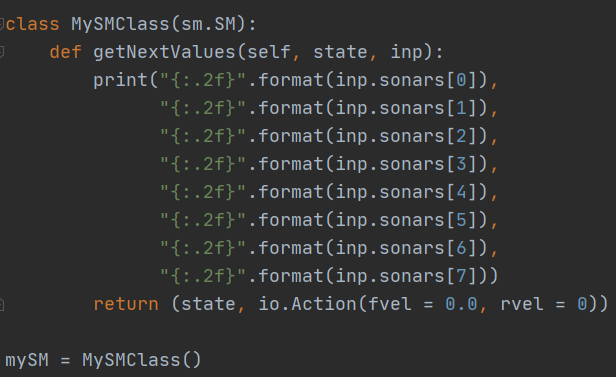 class MySMClass(sm.SM):
    def getNextValues(self, state, inp):
        print("{:.2f}".format(inp.sonars[0]),
              "{:.2f}".format(inp.sonars[1]),
              "{:.2f}".format(inp.sonars[2]),
              "{:.2f}".format(inp.sonars[3]),
              "{:.2f}".format(inp.sonars[4]),
              "{:.2f}".format(inp.sonars[5]),
              "{:.2f}".format(inp.sonars[6]),
              "{:.2f}".format(inp.sonars[7]))
        return (state, io.Action(fvel = 0.0, rvel = 0))
mySM = MySMClass()